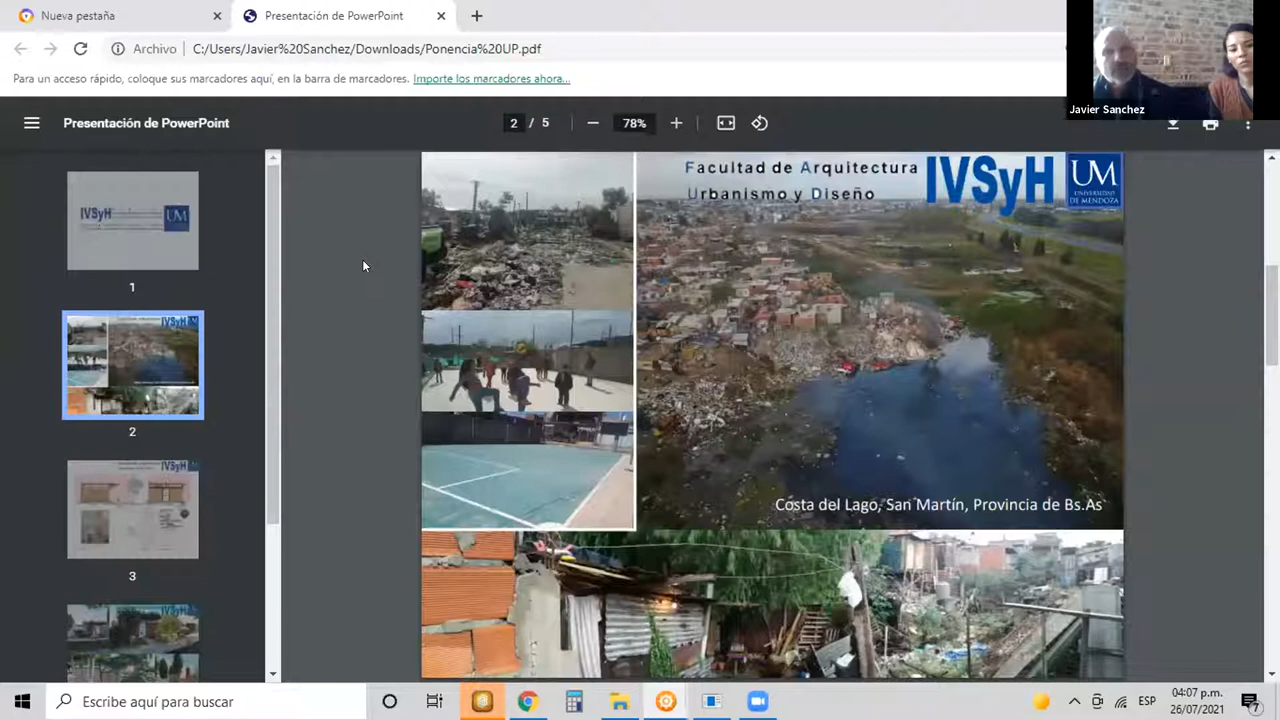 Nueva pestaña
Presentación de PowerPoint
Archivo
C:/Users/Javier%20Sanchez/Downloads/Ponencia%20UP.pdf
Para un acceso rápido, coloque sus marcadores aquí, en la barra de marcadores. Importe los marcadores ahora...
Javier Sanchez
Presentación de PowerPoint
2 / 5
78%
IVSyH
UM
1
IVSyH
2
IVSyH
3
Facultad de Arquitectura
Urbanismo y Diseño
IVSyH
UM
UNIVERSIDAD
DE MENDOZA
Costa del Lago, San Martín, Provincia de Bs.As
Escribe aquí para buscar
ESP
04:07 p.m.
26/07/2021
7